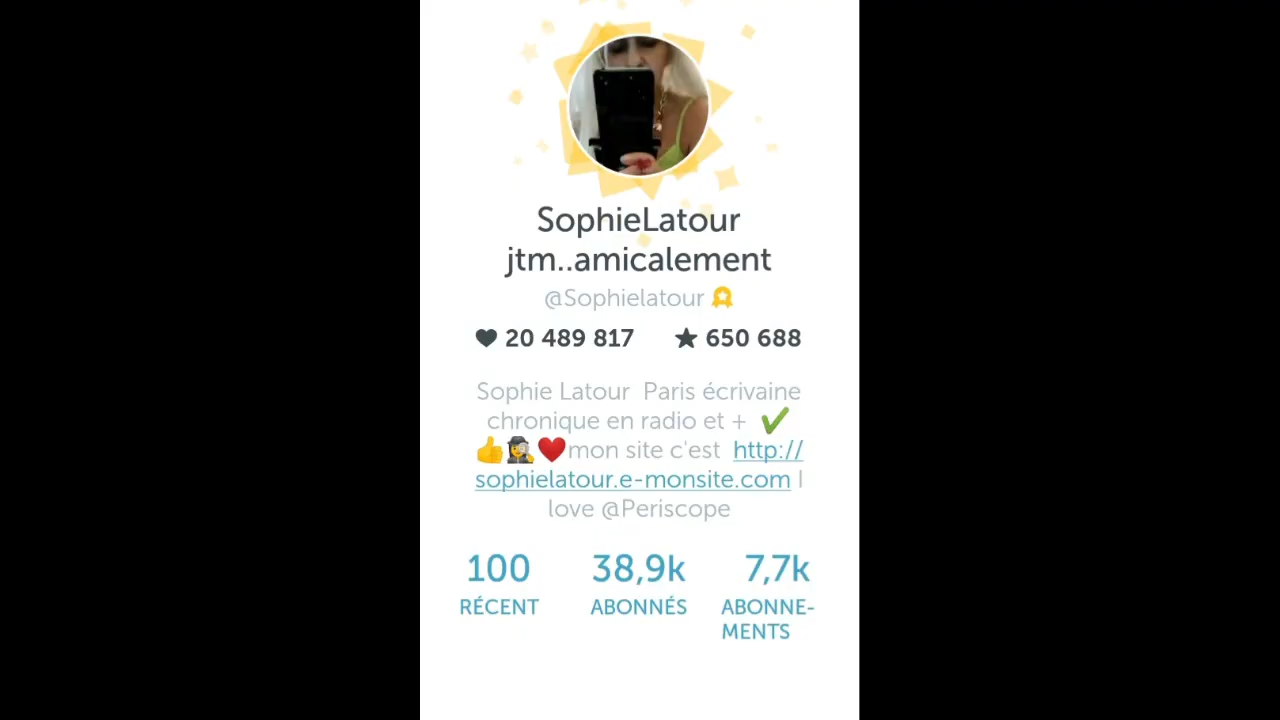 SophieLatour
jtm..amicalement
@Sophielatour
20 489 817 650 688
Sophie Latour Paris écrivaine
chronique en radio et + ✔️
👍🕵️‍♀️❤️mon site c'est http://
sophielatour.e-monsite.com I
love @Periscope
100 38,9k 7,7k
RÉCENT ABONNÉS ABONNE-
MENTS